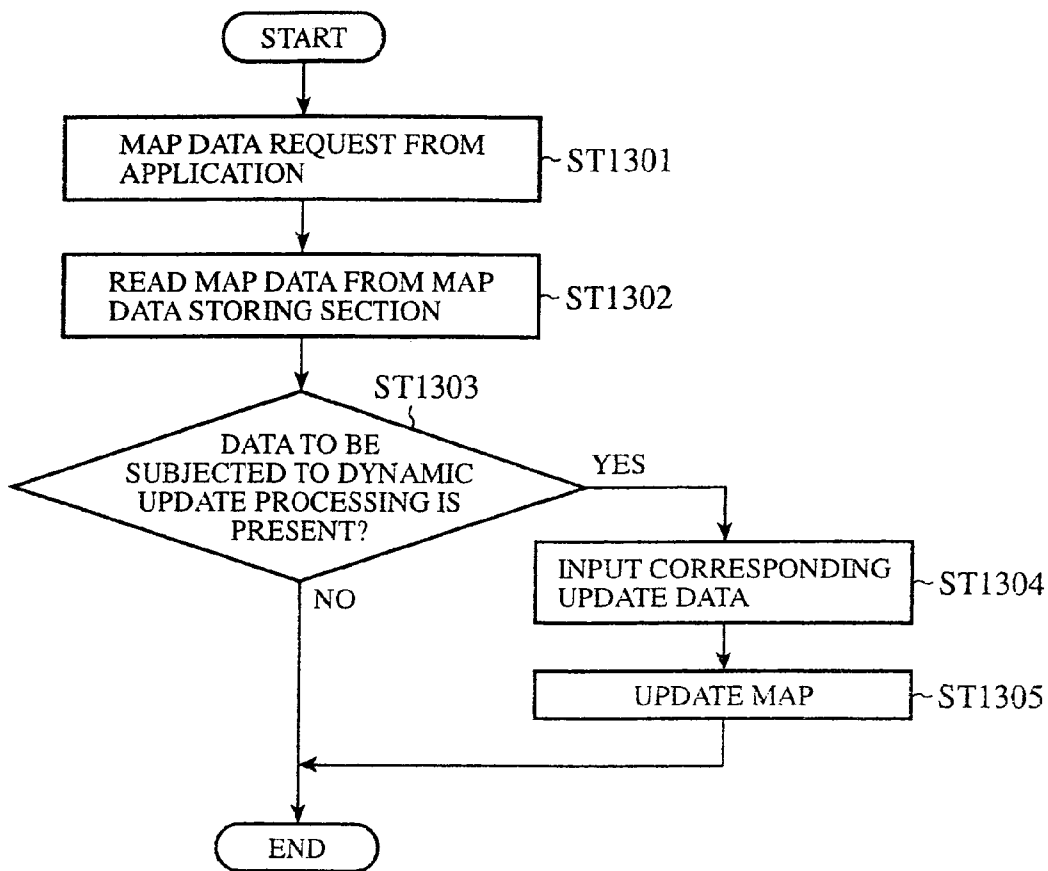 START
MAP DATA REQUEST FROM
APPLICATION
ST1301
READ MAP DATA FROM MAP
DATA STORING SECTION
ST1302
ST1303
DATA TO BE
SUBJECTED TO DYNAMIC
UPDATE PROCESSING IS
PRESENT?
YES
NO
INPUT CORRESPONDING
UPDATE DATA
ST1304
UPDATE MAP
ST1305
END